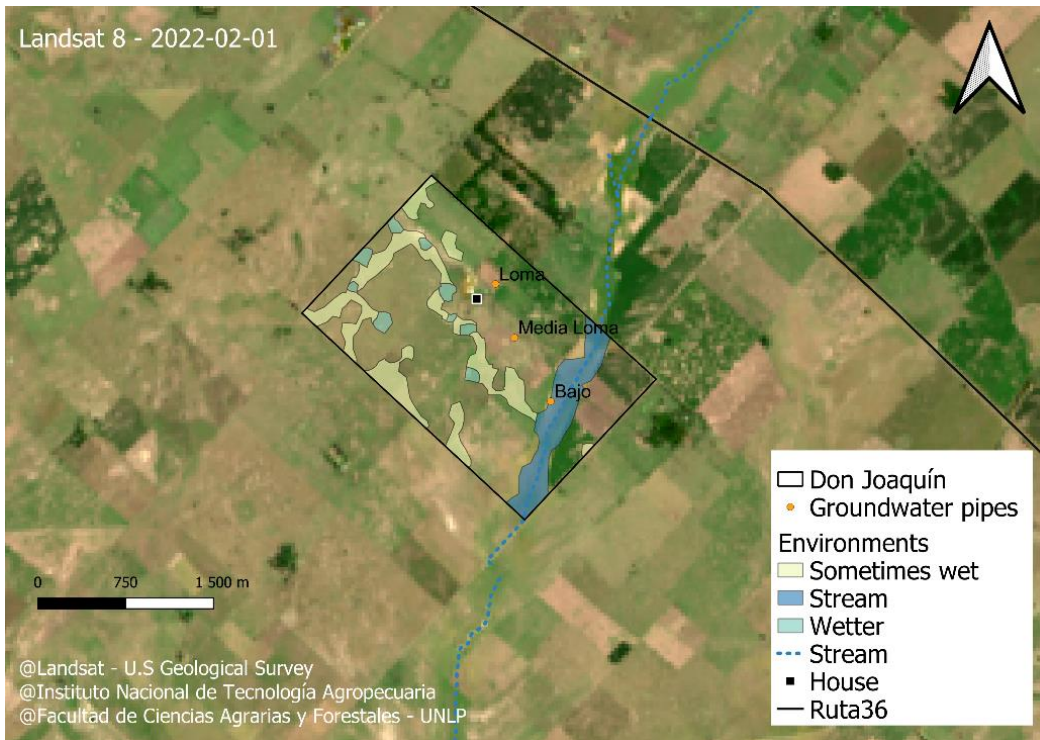 Landsat 8 - 2022-02-01
Loma
Media Loma
Bajo
Don Joaquín
Groundwater pipes
Environments
Sometimes wet
Stream
Wetter
Stream
House
Ruta36
0 750 1 500 m
@Landsat - U.S Geological Survey
@Instituto Nacional de Tecnología Agropecuaria
@Facultad de Ciencias Agrarias y Forestales - UNLP